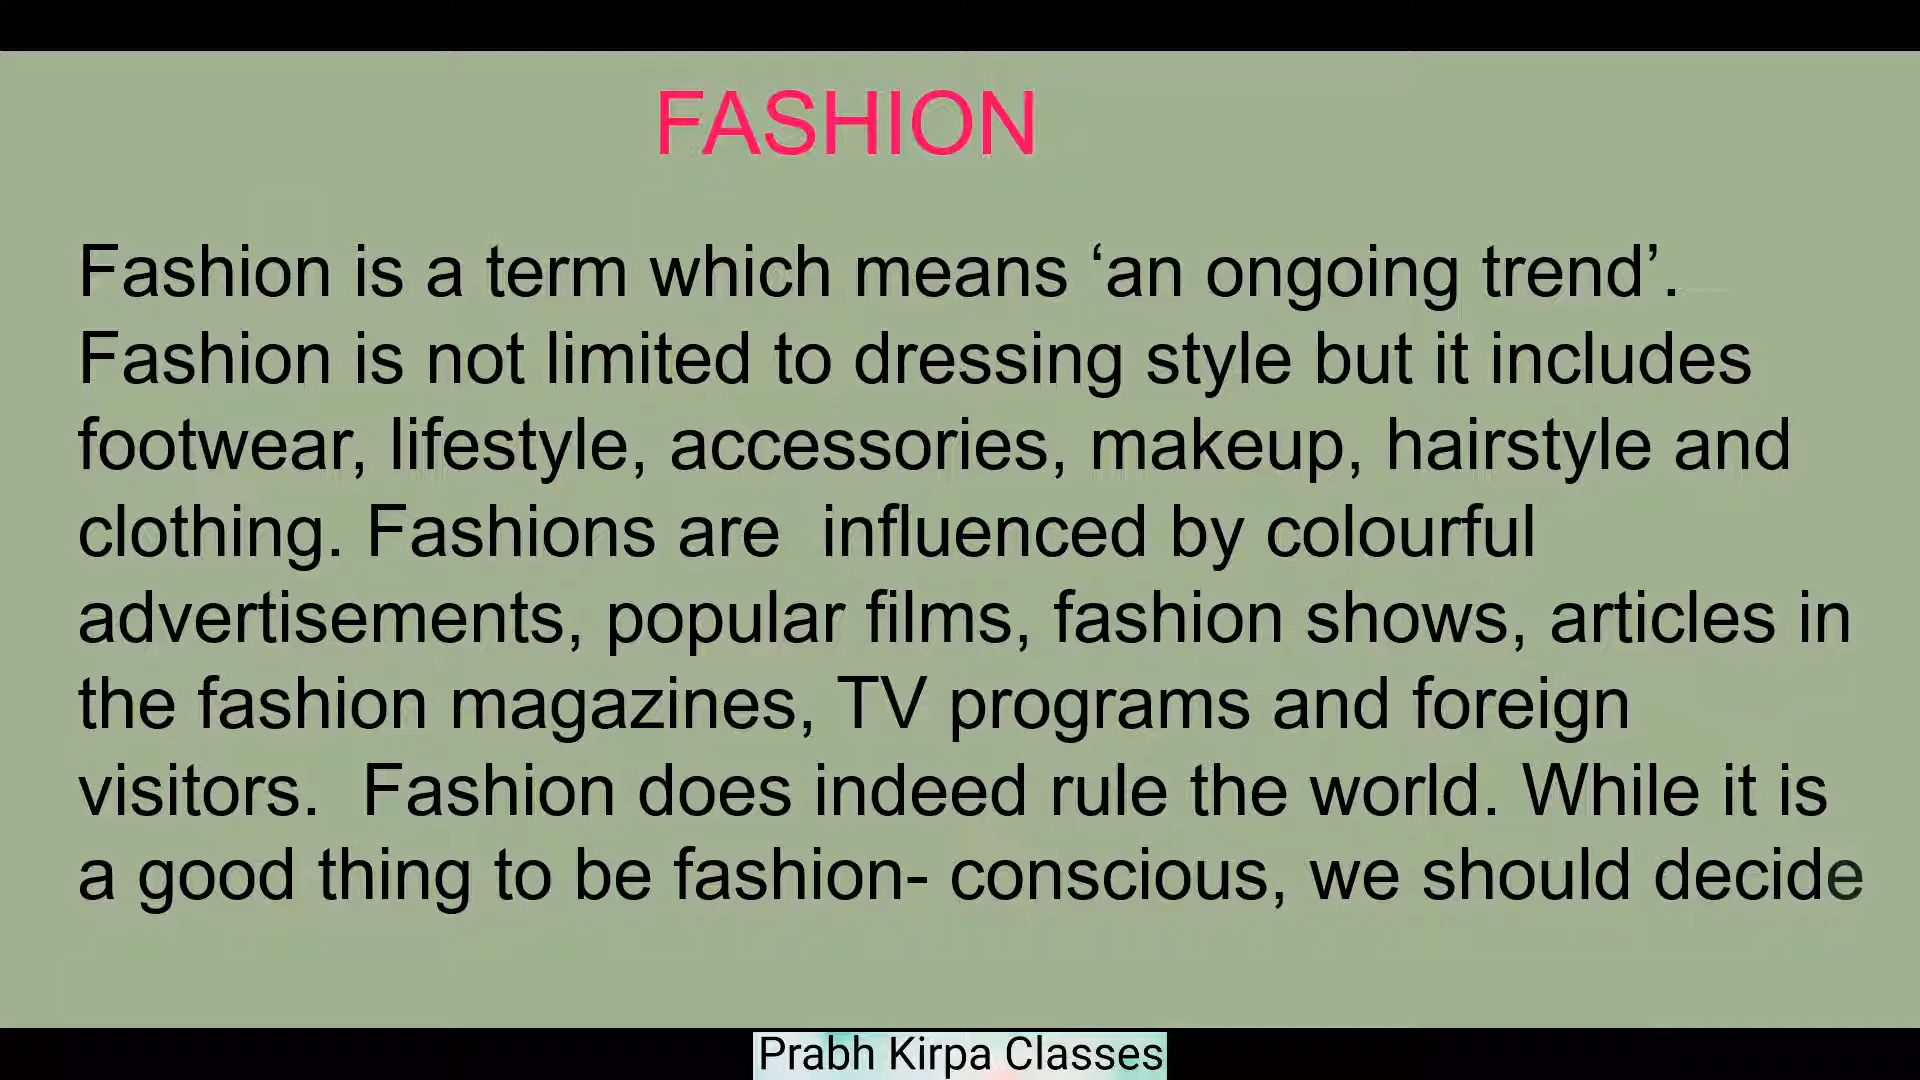 FASHION
Fashion is a term which means ‘an ongoing trend’.
Fashion is not limited to dressing style but it includes
footwear, lifestyle, accessories, makeup, hairstyle and
clothing. Fashions are  influenced by colourful
advertisements, popular films, fashion shows, articles in
the fashion magazines, TV programs and foreign
visitors.  Fashion does indeed rule the world. While it is
a good thing to be fashion- conscious, we should decide
Prabh Kirpa Classes